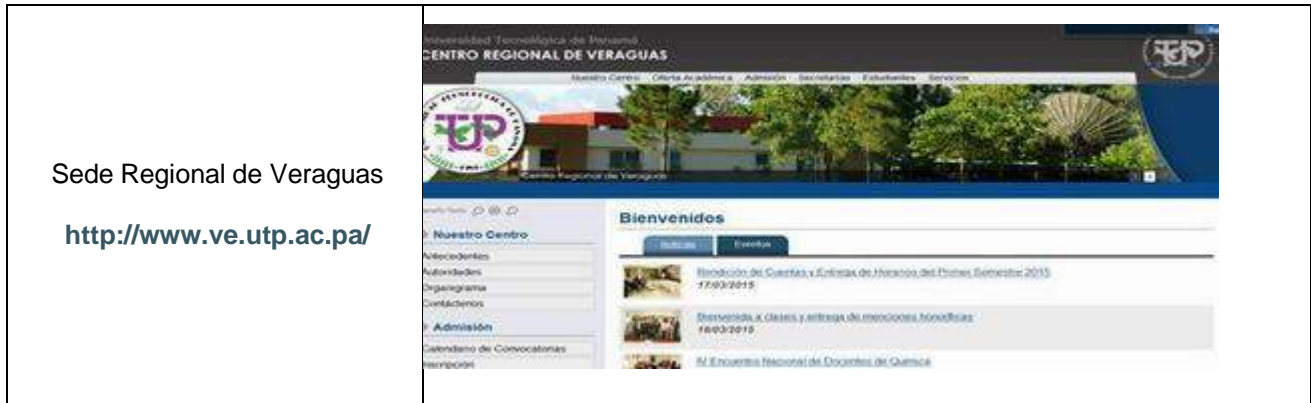 Sede Regional de Veraguas
http://www.ve.utp.ac.pa/
Universidad Tecnológica de Panamá
CENTRO REGIONAL DE VERAGUAS
UTP
Nuestro Centro Oferta Académica Admisión Secretarías Estudiantes Servicios
UTP
Centro Regional de Veraguas
Nuestro Centro
Antecedentes
Autoridades
Organigrama
Contáctenos
Admisión
Calendario de Convocatorias
Inscripción
Bienvenidos
Noticias Eventos
Rendición de Cuentas y Entrega de Horarios del Primer Semestre 2015
17/03/2015
Bienvenida a clases y entrega de menciones honoríficas
16/03/2015
IV Encuentro Nacional de Docentes de Química